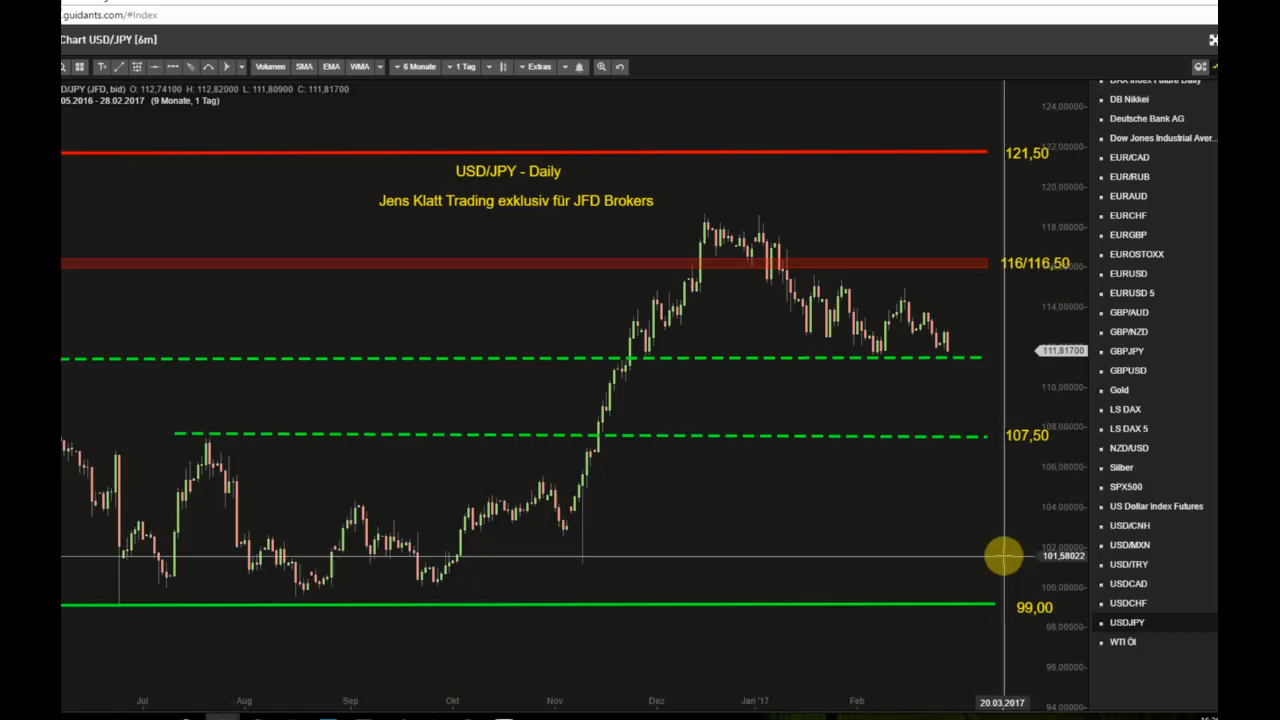 .guidants.com/#Index
Chart USD/JPY [6m]
Volumen SMA EMA WMA 6 Monate 1 Tag Extras
D/JPY (JFD, bid) O: 112,74100 H: 112,82000 L: 111,80900 C: 111,81700
05.2016 - 28.02.2017 (9 Monate, 1 Tag)
USD/JPY - Daily
Jens Klatt Trading exklusiv für JFD Brokers
121,50
116/116,50
107,50
99,00
124,00000
122,00000
120,00000
118,00000
116,00000
114,00000
111,81700
110,00000
108,00000
106,00000
104,00000
102,00000
101,58022
100,00000
98,00000
96,00000
94,00000
Jul Aug Sep Okt Nov Dez Jan '17 Feb
20.03.2017
DAX Index Future Daily
DB Nikkei
Deutsche Bank AG
Dow Jones Industrial Aver...
EUR/CAD
EUR/RUB
EURAUD
EURCHF
EURGBP
EUROSTOXX
EURUSD
EURUSD 5
GBP/AUD
GBP/NZD
GBPJPY
GBPUSD
Gold
LS DAX
LS DAX 5
NZD/USD
Silber
SPX500
US Dollar Index Futures
USD/CNH
USD/MXN
USD/TRY
USDCAD
USDCHF
USDJPY
WTI Öl